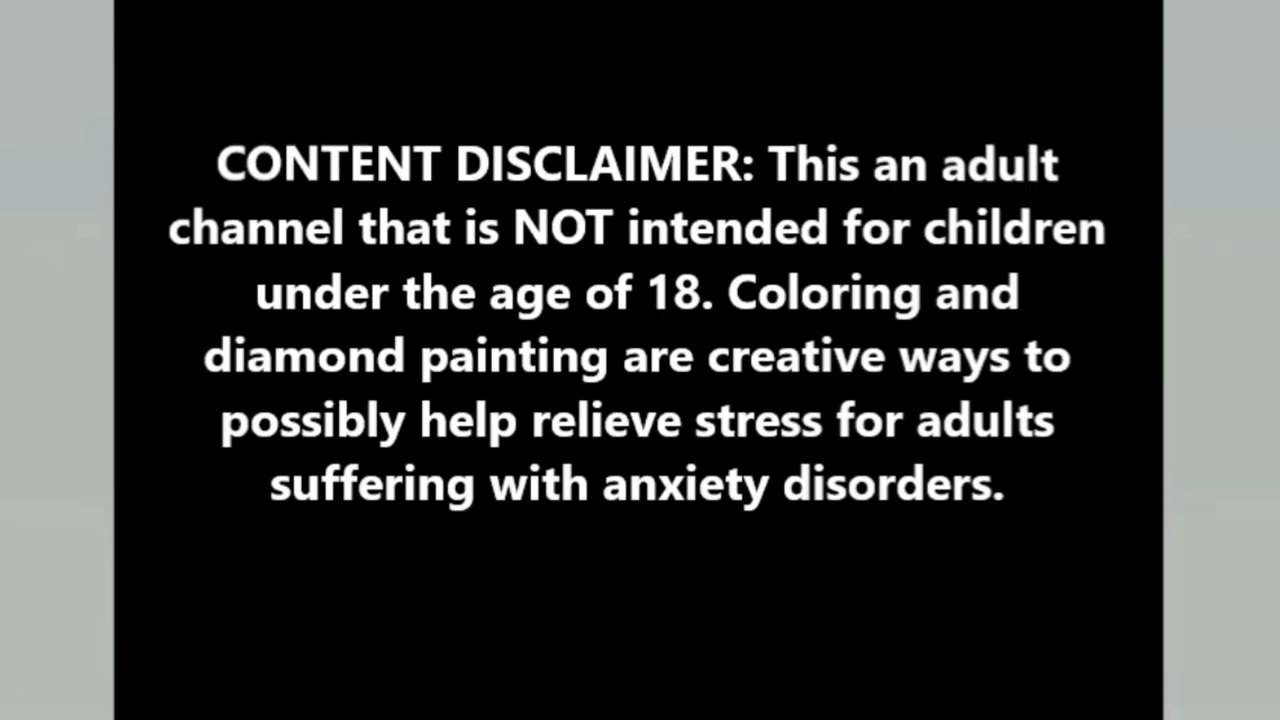 CONTENT DISCLAIMER: This an adult
channel that is NOT intended for children
under the age of 18. Coloring and
diamond painting are creative ways to
possibly help relieve stress for adults
suffering with anxiety disorders.